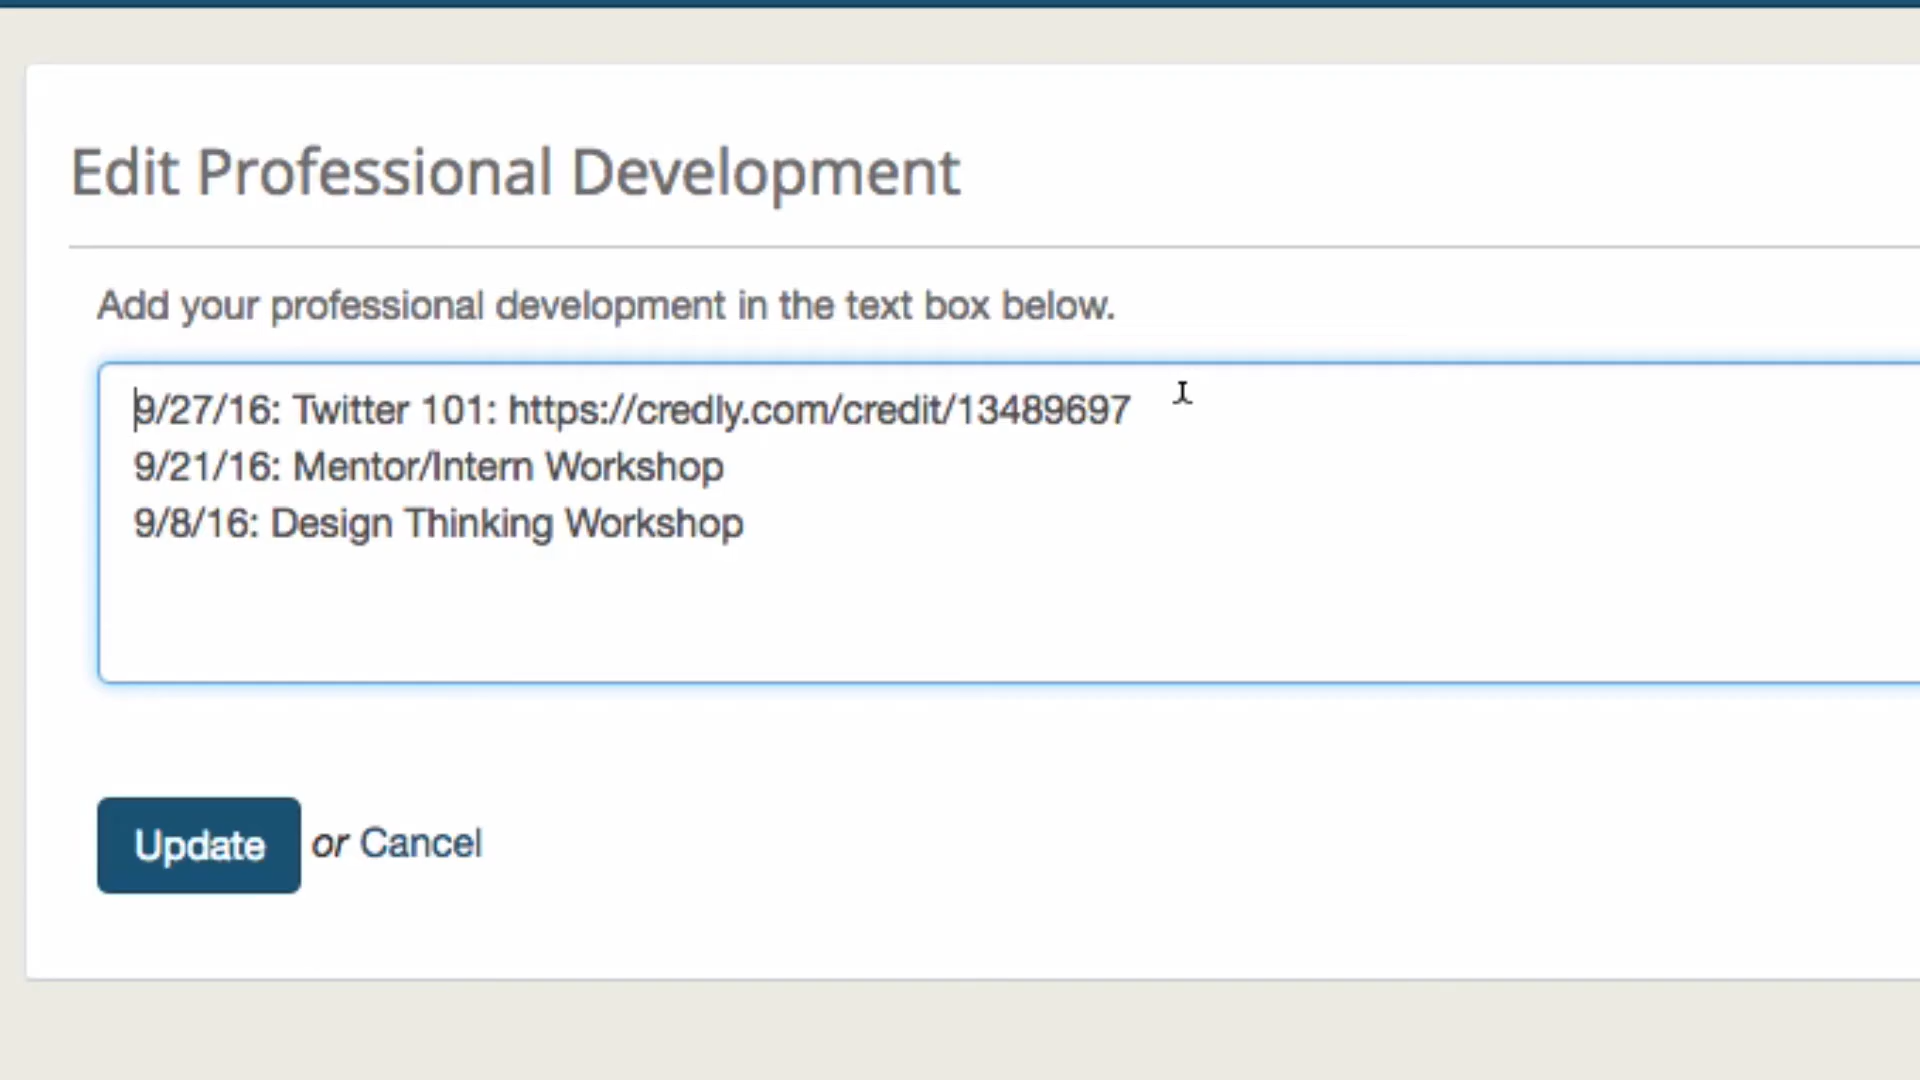 Edit Professional Development
Add your professional development in the text box below.
9/27/16: Twitter 101: https://credly.com/credit/13489697
9/21/16: Mentor/Intern Workshop
9/8/16: Design Thinking Workshop
Update or Cancel